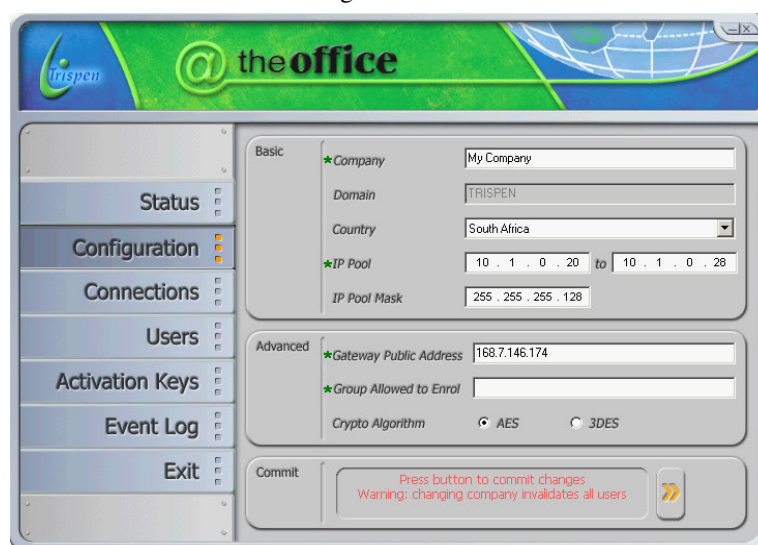 Trispen
@ the office
Status
Configuration
Connections
Users
Activation Keys
Event Log
Exit
Basic
*Company My Company
Domain TRISPEN
Country South Africa
*IP Pool 10 . 1 . 0 . 20 to 10 . 1 . 0 . 28
IP Pool Mask 255 . 255 . 255 . 128
Advanced
*Gateway Public Address 168.7.146.174
*Group Allowed to Enrol
Crypto Algorithm AES 3DES
Commit
Press button to commit changes
Warning: changing company invalidates all users